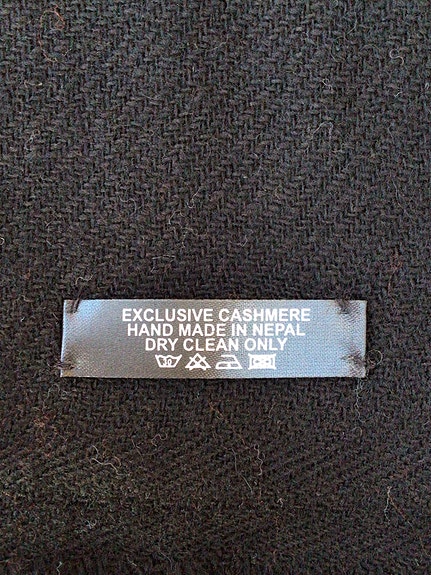 EXCLUSIVE CASHMERE
HAND MADE IN NEPAL
DRY CLEAN ONLY